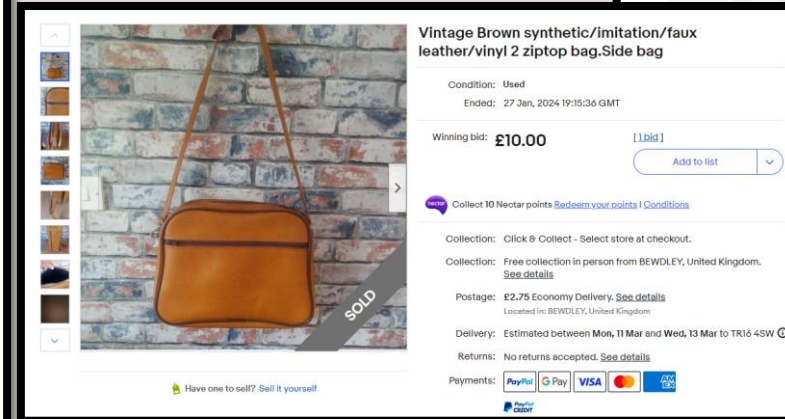 Vintage Brown synthetic/imitation/faux
leather/vinyl 2 ziptop bag.Side bag
Condition: Used
Ended: 27 Jan, 2024 19:15:36 GMT
Winning bid: £10.00 [ 1 bid ]
Add to list
nectar Collect 10 Nectar points Redeem your points | Conditions
Collection: Click & Collect - Select store at checkout.
Collection: Free collection in person from BEWDLEY, United Kingdom.
See details
Postage: £2.75 Economy Delivery. See details
Located in: BEWDLEY, United Kingdom
Delivery: Estimated between Mon, 11 Mar and Wed, 13 Mar to TR16 4SW
Returns: No returns accepted. See details
Payments: PayPal G Pay VISA AM EX
PayPal CREDIT
SOLD
Have one to sell? Sell it yourself